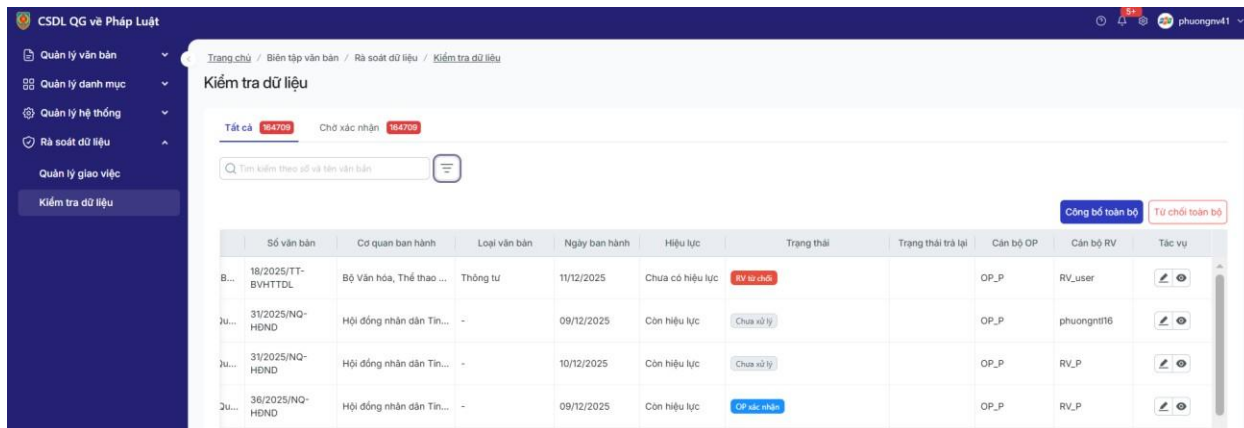 CSDL QG về Pháp Luật
5+
phuongnv41
Quản lý văn bản
Quản lý danh mục
Quản lý hệ thống
Rà soát dữ liệu
Quản lý giao việc
Kiểm tra dữ liệu
Trang chủ / Biên tập văn bản / Rà soát dữ liệu / Kiểm tra dữ liệu
Kiểm tra dữ liệu
Tất cả 164709 Chờ xác nhận 164709
Tìm kiếm theo số và tên văn bản
Công bố toàn bộ Từ chối toàn bộ
Số văn bản Cơ quan ban hành Loại văn bản Ngày ban hành Hiệu lực Trạng thái Trạng thái trả lại Cán bộ OP Cán bộ RV Tác vụ
B... 18/2025/TT-BVHTTDL Bộ Văn hóa, Thể thao ... Thông tư 11/12/2025 Chưa có hiệu lực RV từ chối OP_P RV_user
Qu... 31/2025/NQ-HĐND Hội đồng nhân dân Tỉn... - 09/12/2025 Còn hiệu lực Chưa xử lý OP_P phuongntl16
Qu... 31/2025/NQ-HĐND Hội đồng nhân dân Tỉn... - 10/12/2025 Còn hiệu lực Chưa xử lý OP_P RV_P
Qu... 36/2025/NQ-HĐND Hội đồng nhân dân Tỉn... - 09/12/2025 Còn hiệu lực OP xác nhận OP_P RV_P